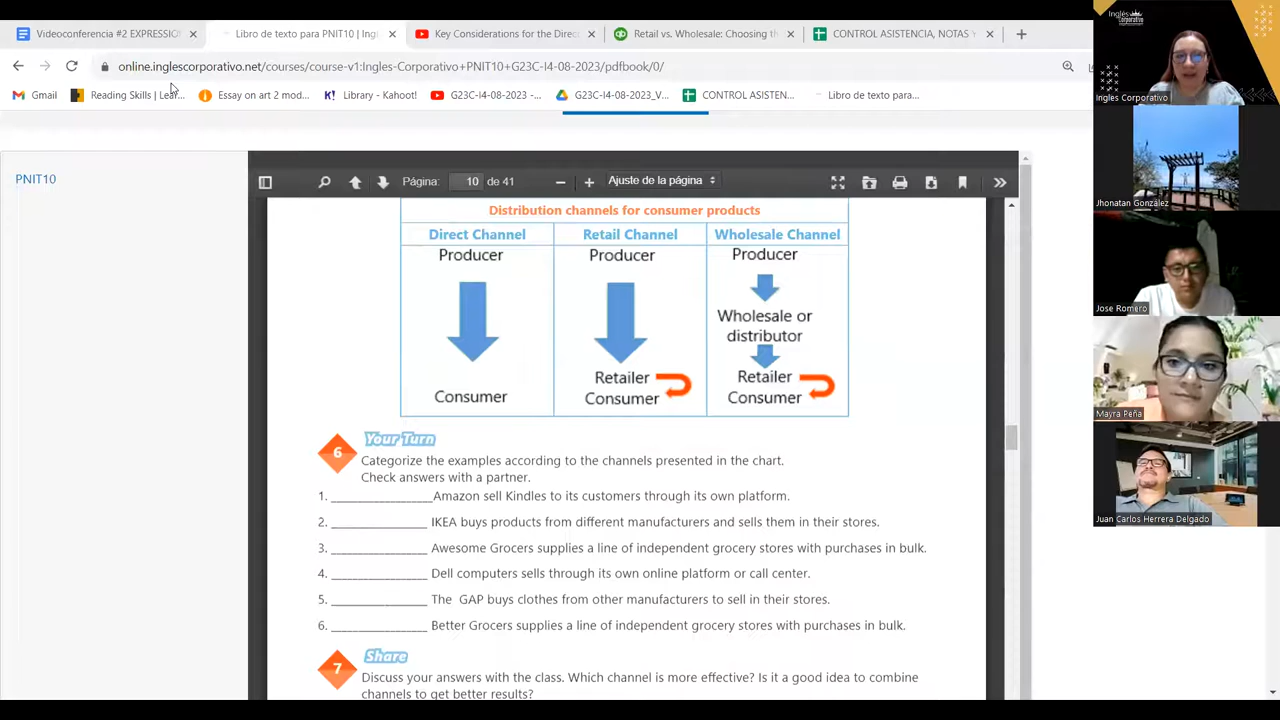 Videoconferencia #2 EXPRESSIO
Libro de texto para PNIT10 | Ing
Key Considerations for the Direc
Retail vs. Wholesale: Choosing th
CONTROL ASISTENCIA, NOTAS
online.inglescorporativo.net/courses/course-v1:Ingles-Corporativo+PNIT10+G23C-I4-08-2023/pdfbook/0/
Gmail
Reading Skills | Lear...
Essay on art 2 mod...
Library - Kahoot!
G23C-I4-08-2023 -...
G23C-I4-08-2023_V...
CONTROL ASISTEN...
Libro de texto para...
PNIT10
Página: 10 de 41
Ajuste de la página
Distribution channels for consumer products
Direct Channel Retail Channel Wholesale Channel
Producer Producer Producer
Wholesale or
distributor
Retailer Retailer
Consumer Consumer Consumer
6 Your Turn
Categorize the examples according to the channels presented in the chart.
Check answers with a partner.
1. __________________Amazon sell Kindles to its customers through its own platform.
2. _________________ IKEA buys products from different manufacturers and sells them in their stores.
3. _________________ Awesome Grocers supplies a line of independent grocery stores with purchases in bulk.
4. _________________ Dell computers sells through its own online platform or call center.
5. _________________ The GAP buys clothes from other manufacturers to sell in their stores.
6. _________________ Better Grocers supplies a line of independent grocery stores with purchases in bulk.
7 Share
Discuss your answers with the class. Which channel is more effective? Is it a good idea to combine
channels to get better results?
Inglés
Corporativo
Ingles Corporativo
Jhonatan González
Jose Romero
Mayra Peña
Juan Carlos Herrera Delgado